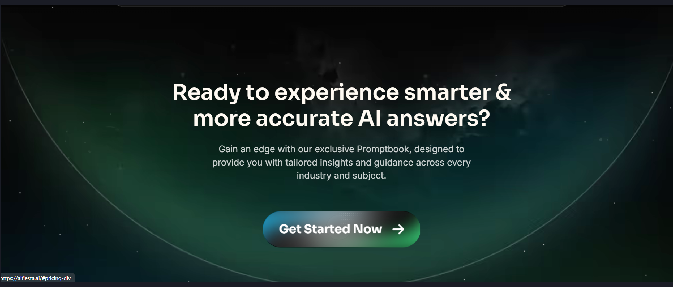 Ready to experience smarter &
more accurate AI answers?
Gain an edge with our exclusive Promptbook, designed to
provide you with tailored insights and guidance across every
industry and subject.
Get Started Now